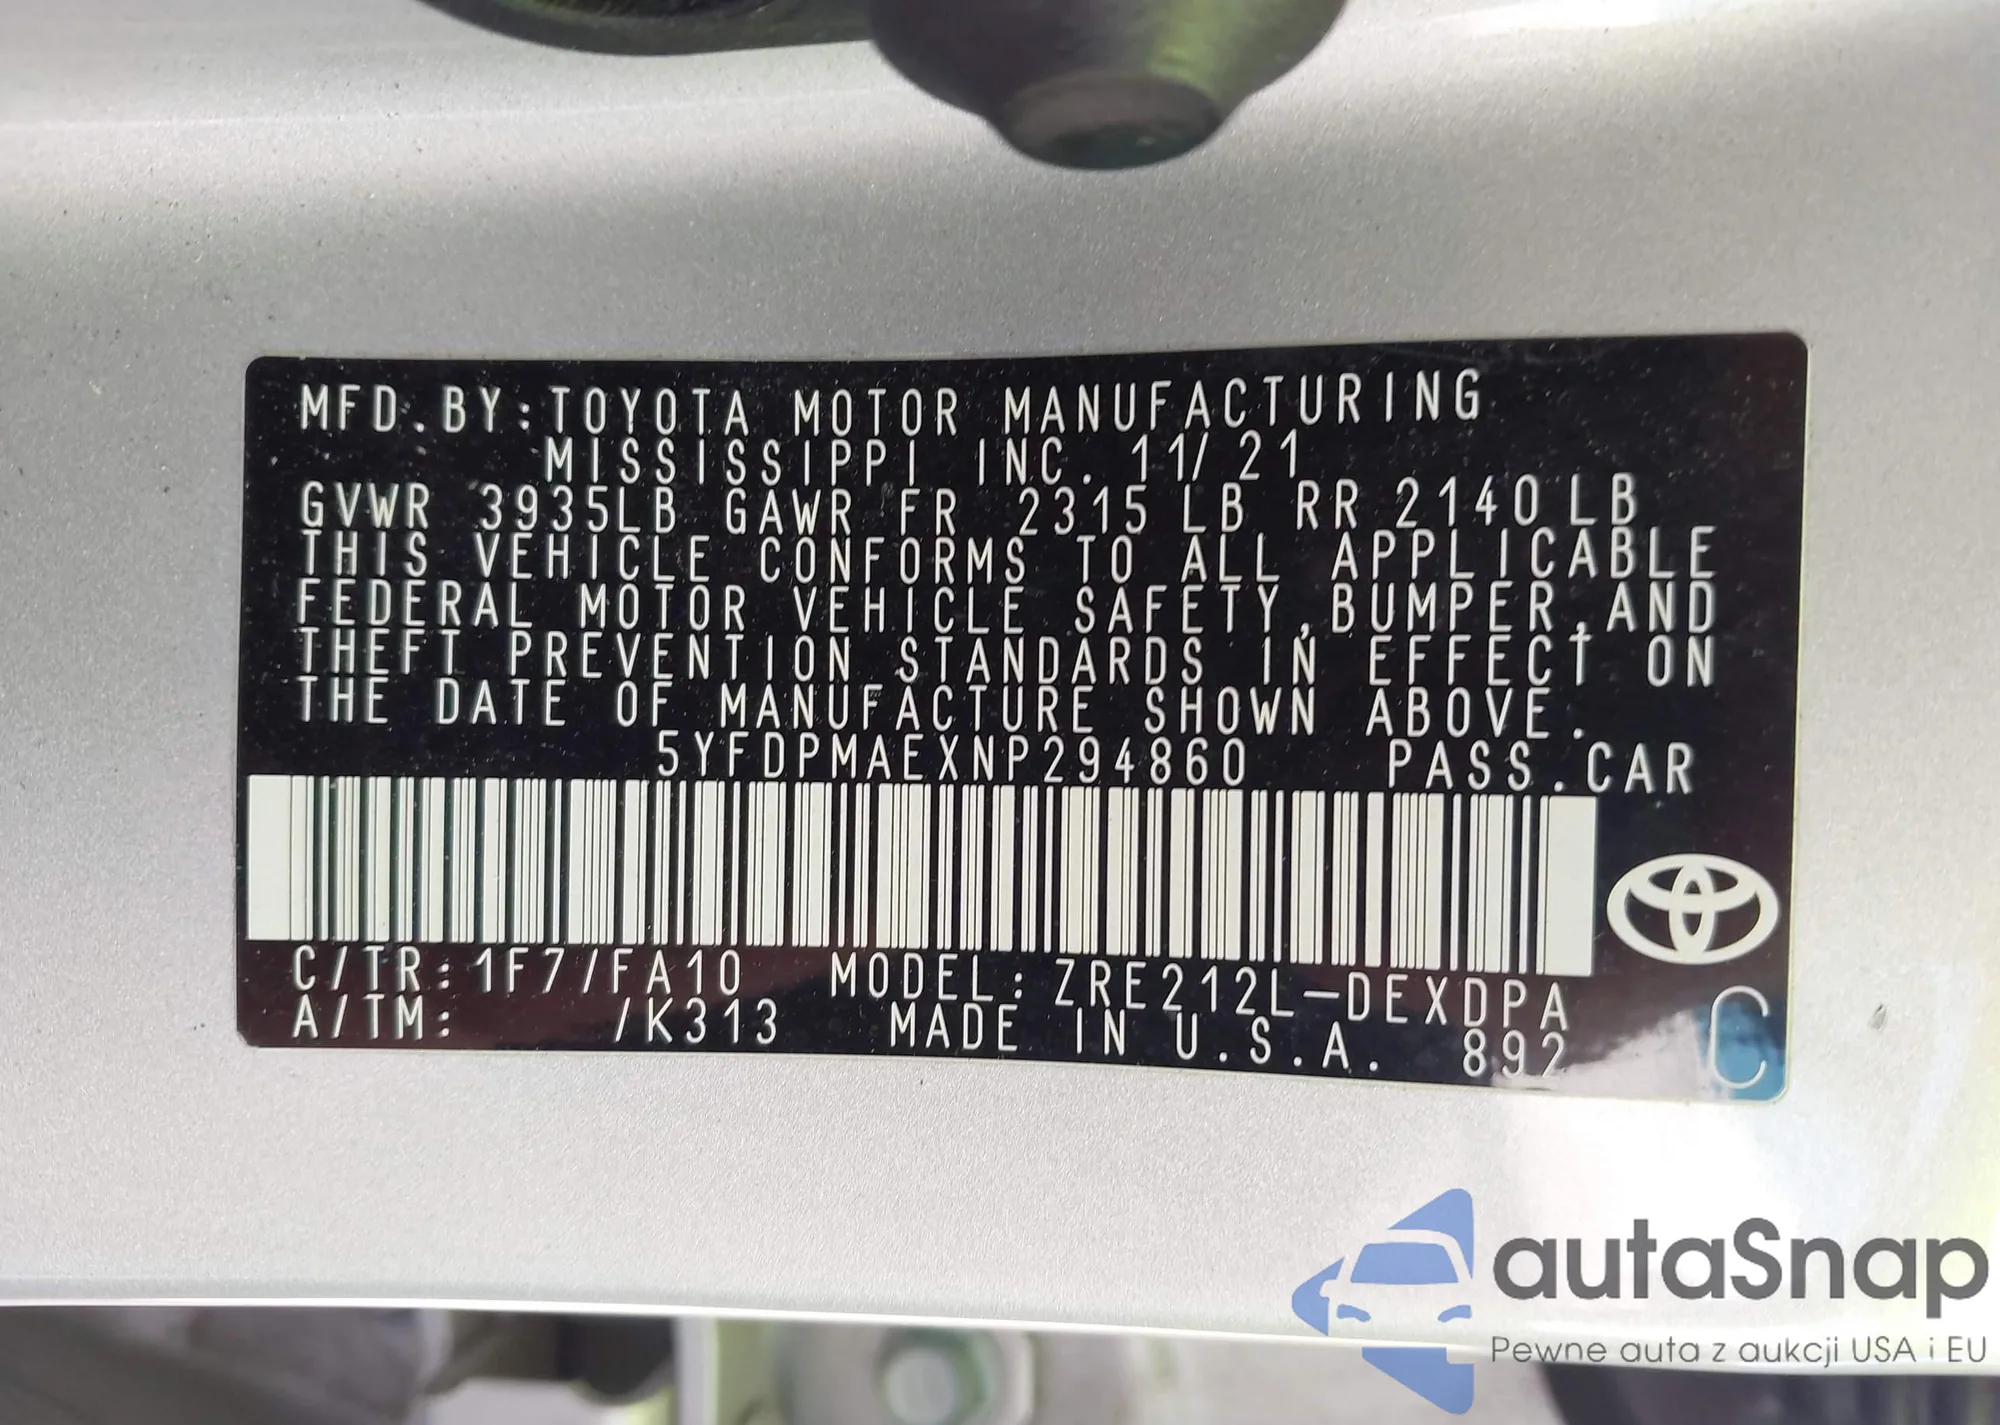 MFD.BY:TOYOTA MOTOR MANUFACTURING
MISSISSIPPI INC. 11/21
GVWR 3935LB GAWR FR 2315LB RR 2140LB
THIS VEHICLE CONFORMS TO ALL APPLICABLE
FEDERAL MOTOR VEHICLE SAFETY,BUMPER,AND
THEFT PREVENTION STANDARDS IN EFFECT ON
THE DATE OF MANUFACTURE SHOWN ABOVE.
5YFDPMAEXNP294860 PASS.CAR
C/TR:1F7/FA10 MODEL:ZRE212L-DEXDPA
A/TM: /K313 MADE IN U.S.A. 892
C
autaSnap
Pewne auta z aukcji USA i EU